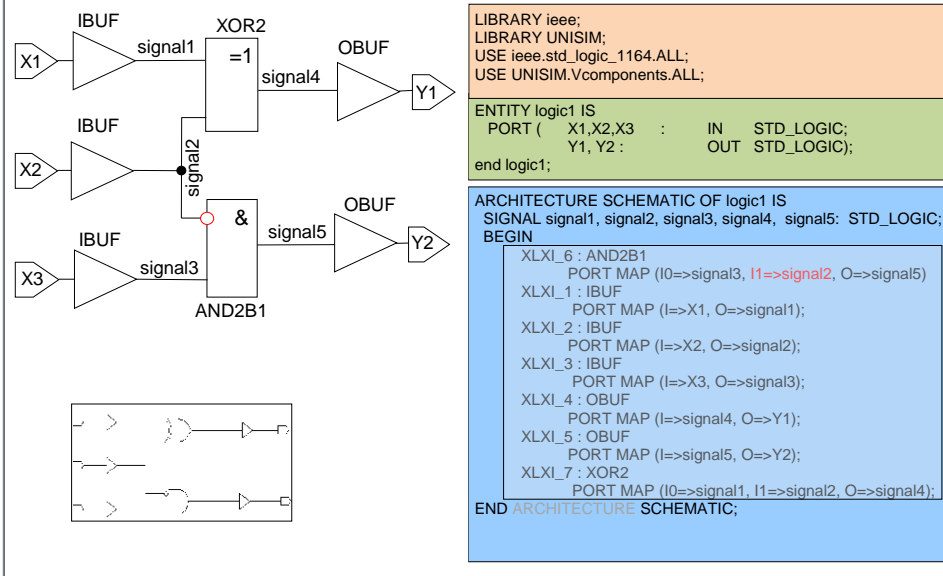 IBUF
XOR2
X1
signal1
=1
OBUF
signal4
Y1
IBUF
X2
signal2
&
OBUF
IBUF
signal5
Y2
X3
signal3
AND2B1
LIBRARY ieee;
LIBRARY UNISIM;
USE ieee.std_logic_1164.ALL;
USE UNISIM.Vcomponents.ALL;
ENTITY logic1 IS
PORT ( X1,X2,X3 : IN STD_LOGIC;
Y1, Y2 : OUT STD_LOGIC);
end logic1;
ARCHITECTURE SCHEMATIC OF logic1 IS
SIGNAL signal1, signal2, signal3, signal4, signal5: STD_LOGIC;
BEGIN
XLXI_6 : AND2B1
PORT MAP (I0=>signal3, I1=>signal2, O=>signal5)
XLXI_1 : IBUF
PORT MAP (I=>X1, O=>signal1);
XLXI_2 : IBUF
PORT MAP (I=>X2, O=>signal2);
XLXI_3 : IBUF
PORT MAP (I=>X3, O=>signal3);
XLXI_4 : OBUF
PORT MAP (I=>signal4, O=>Y1);
XLXI_5 : OBUF
PORT MAP (I=>signal5, O=>Y2);
XLXI_7 : XOR2
PORT MAP (I0=>signal1, I1=>signal2, O=>signal4);
END ARCHITECTURE SCHEMATIC;